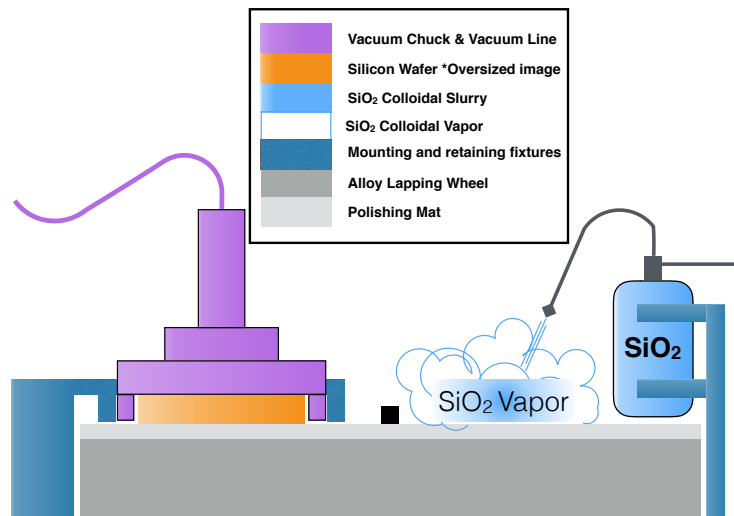 Vacuum Chuck & Vacuum Line
Silicon Wafer *Oversized image
SiO₂ Colloidal Slurry
SiO₂ Colloidal Vapor
Mounting and retaining fixtures
Alloy Lapping Wheel
Polishing Mat
SiO₂
SiO₂ Vapor